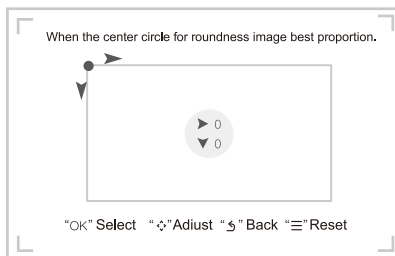 When the center circle for roundness image best proportion.
0
0
“OK” Select “ ”Adiust “ ” Back “ ”Reset